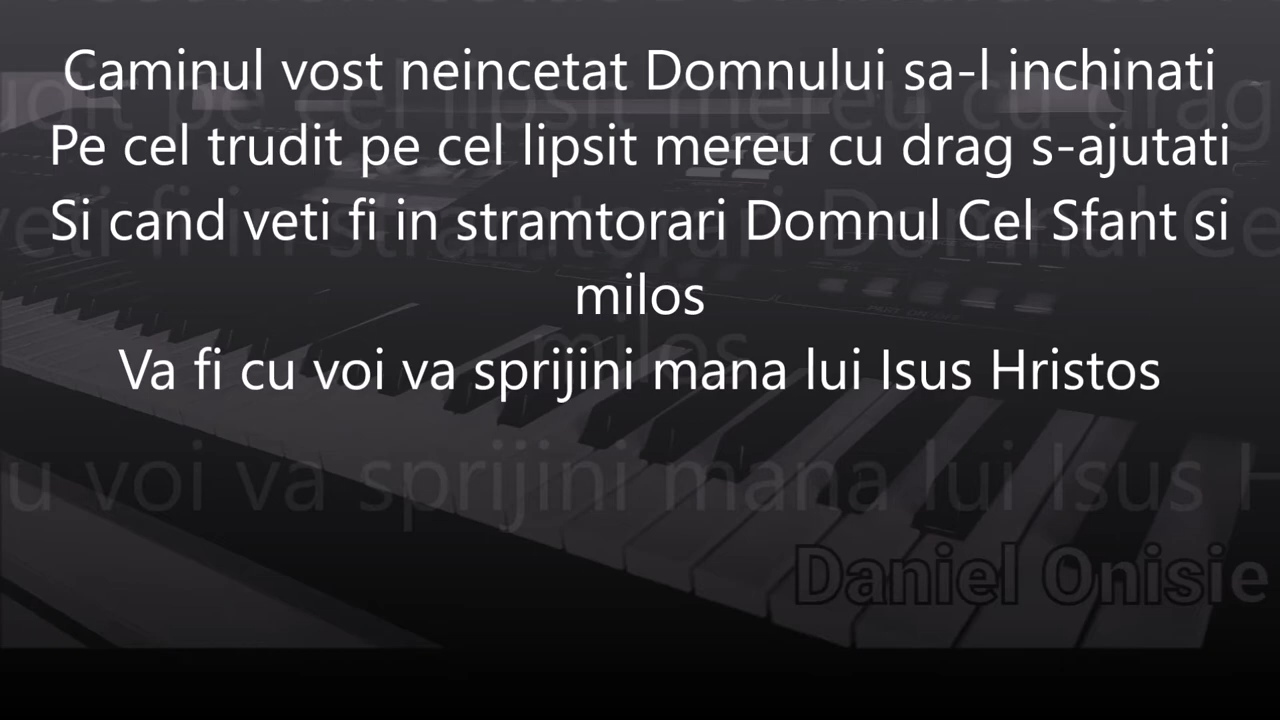 Caminul vost neincetat Domnului sa-l inchinati
Pe cel trudit pe cel lipsit mereu cu drag s-ajutati
Si cand veti fi in stramtorari Domnul Cel Sfant si
milos
Va fi cu voi va sprijini mana lui Isus Hristos
Daniel Onisie